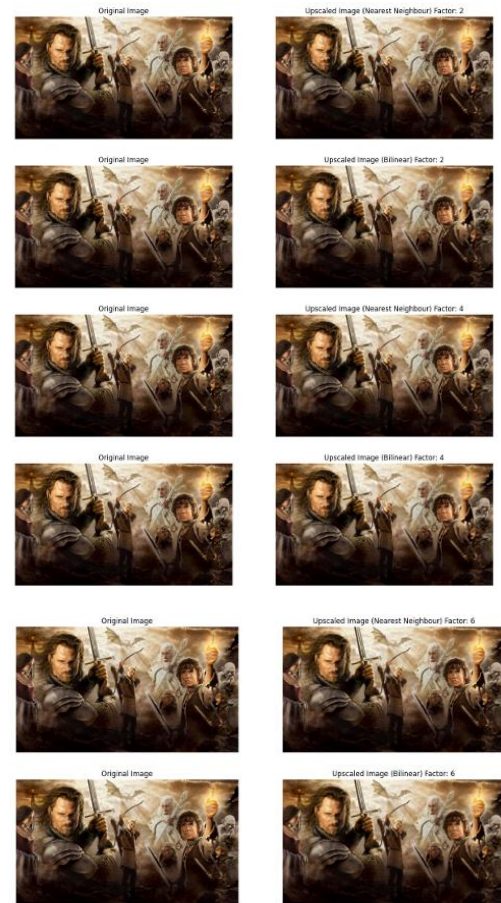 Original Image
Upscaled Image (Nearest Neighbour) Factor: 2
Original Image
Upscaled Image (Bilinear) Factor: 2
Original Image
Upscaled Image (Nearest Neighbour) Factor: 4
Original Image
Upscaled Image (Bilinear) Factor: 4
Original Image
Upscaled Image (Nearest Neighbour) Factor: 6
Original Image
Upscaled Image (Bilinear) Factor: 6